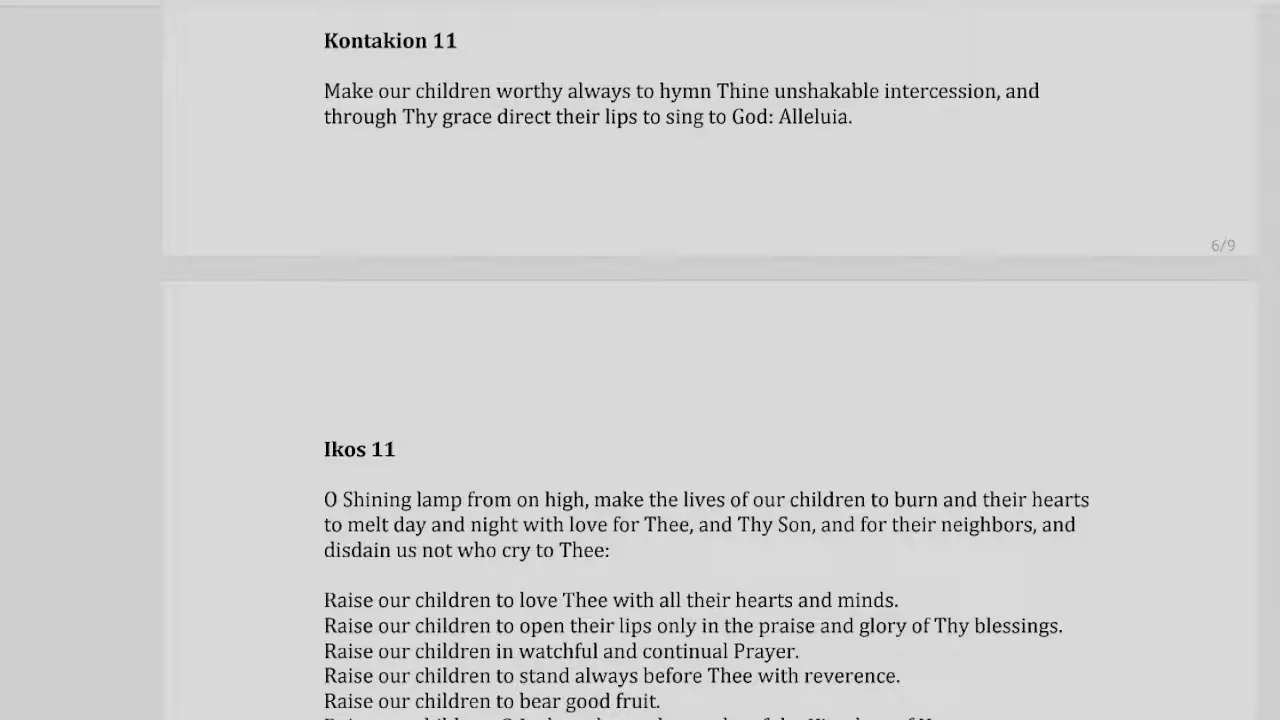 Kontakion 11
Make our children worthy always to hymn Thine unshakable intercession, and
through Thy grace direct their lips to sing to God: Alleluia.
6/9
Ikos 11
O Shining lamp from on high, make the lives of our children to burn and their hearts
to melt day and night with love for Thee, and Thy Son, and for their neighbors, and
disdain us not who cry to Thee:
Raise our children to love Thee with all their hearts and minds.
Raise our children to open their lips only in the praise and glory of Thy blessings.
Raise our children in watchful and continual Prayer.
Raise our children to stand always before Thee with reverence.
Raise our children to bear good fruit.